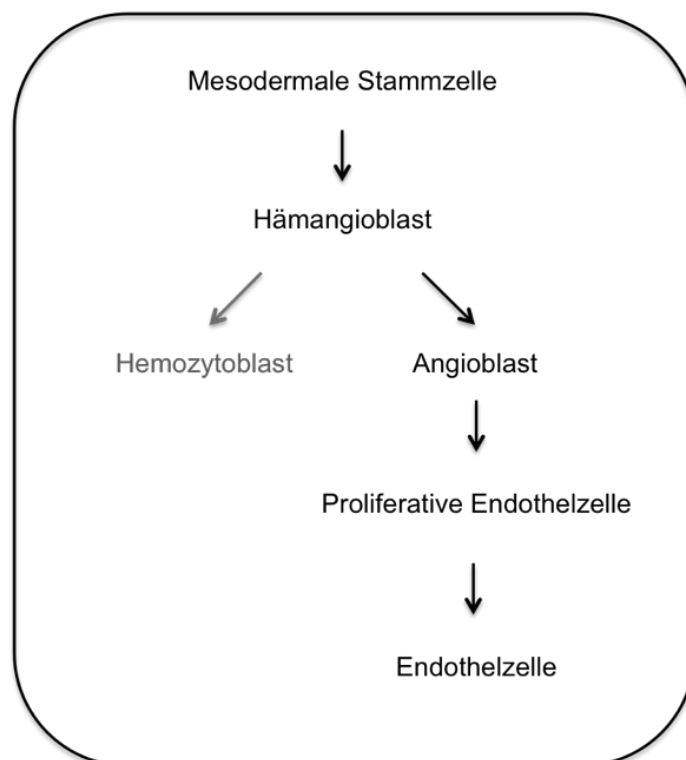 Mesodermale Stammzelle
Hämangioblast
Hemozytoblast
Angioblast
Proliferative Endothelzelle
Endothelzelle